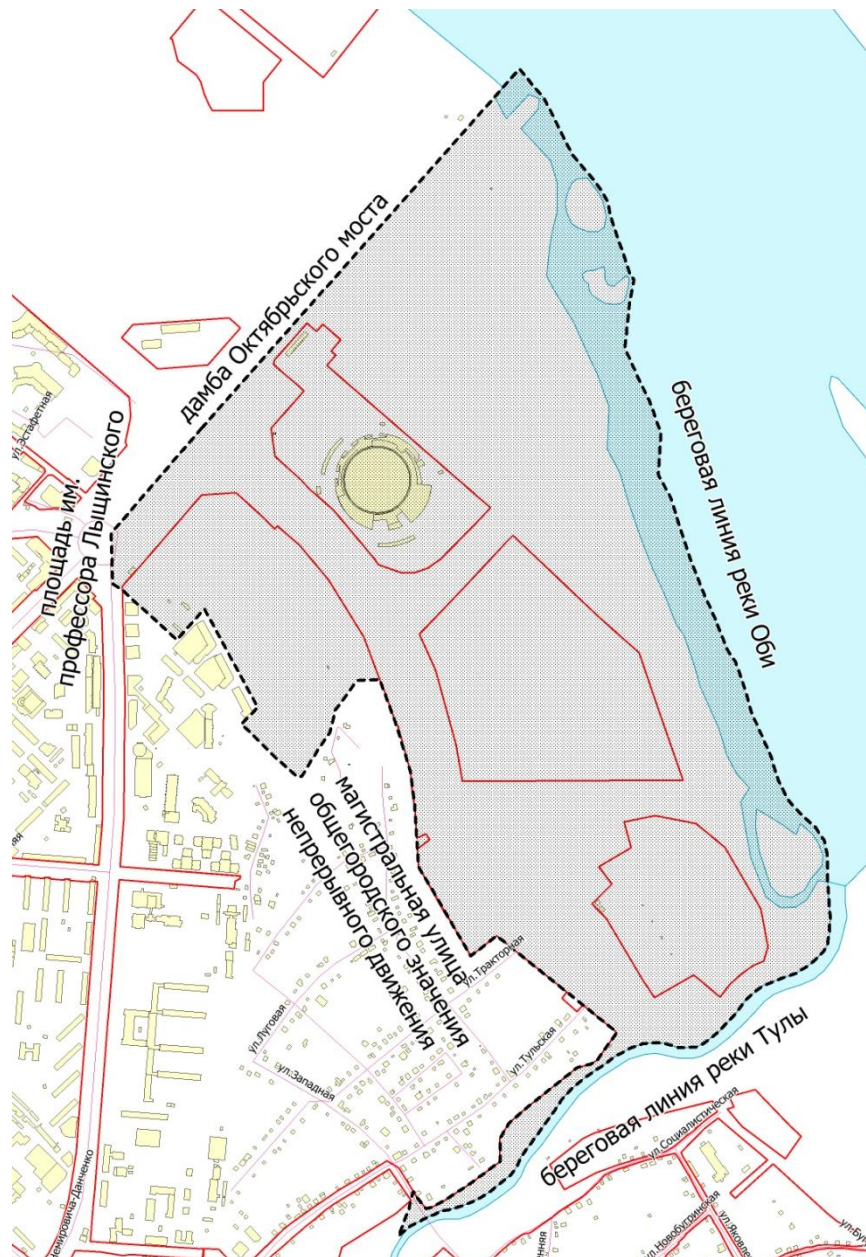 дамба Октябрьского моста
ул.Эстафетная
площадь им.
профессора Лыщинского
береговая линия реки Оби
магистральная улица
общегородского значения
непрерывного движения
ул.Тракторная
ул.Луговая
ул.Тульская
ул.Западная
береговая линия реки Тулы
ул.Социалистическая
ул.Новобугринская